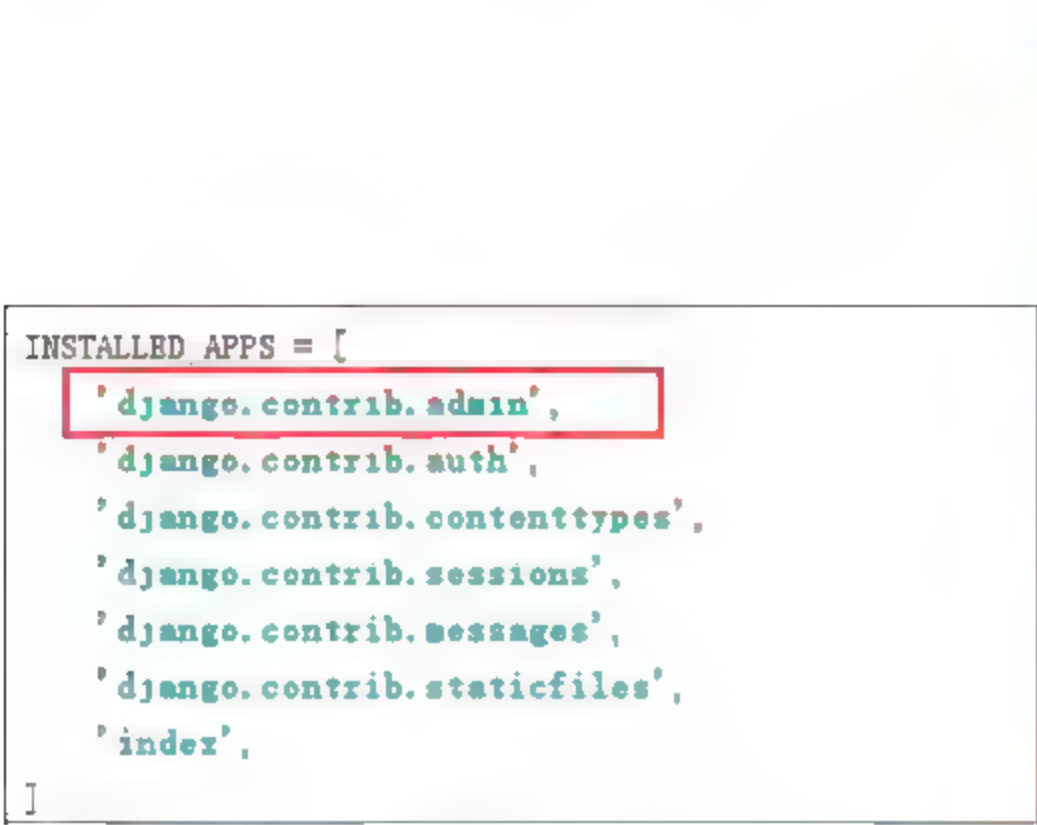 INSTALLED_APPS = [
'django.contrib.admin',
'django.contrib.auth',
'django.contrib.contenttypes',
'django.contrib.sessions',
'django.contrib.messages',
'django.contrib.staticfiles',
'index',
]